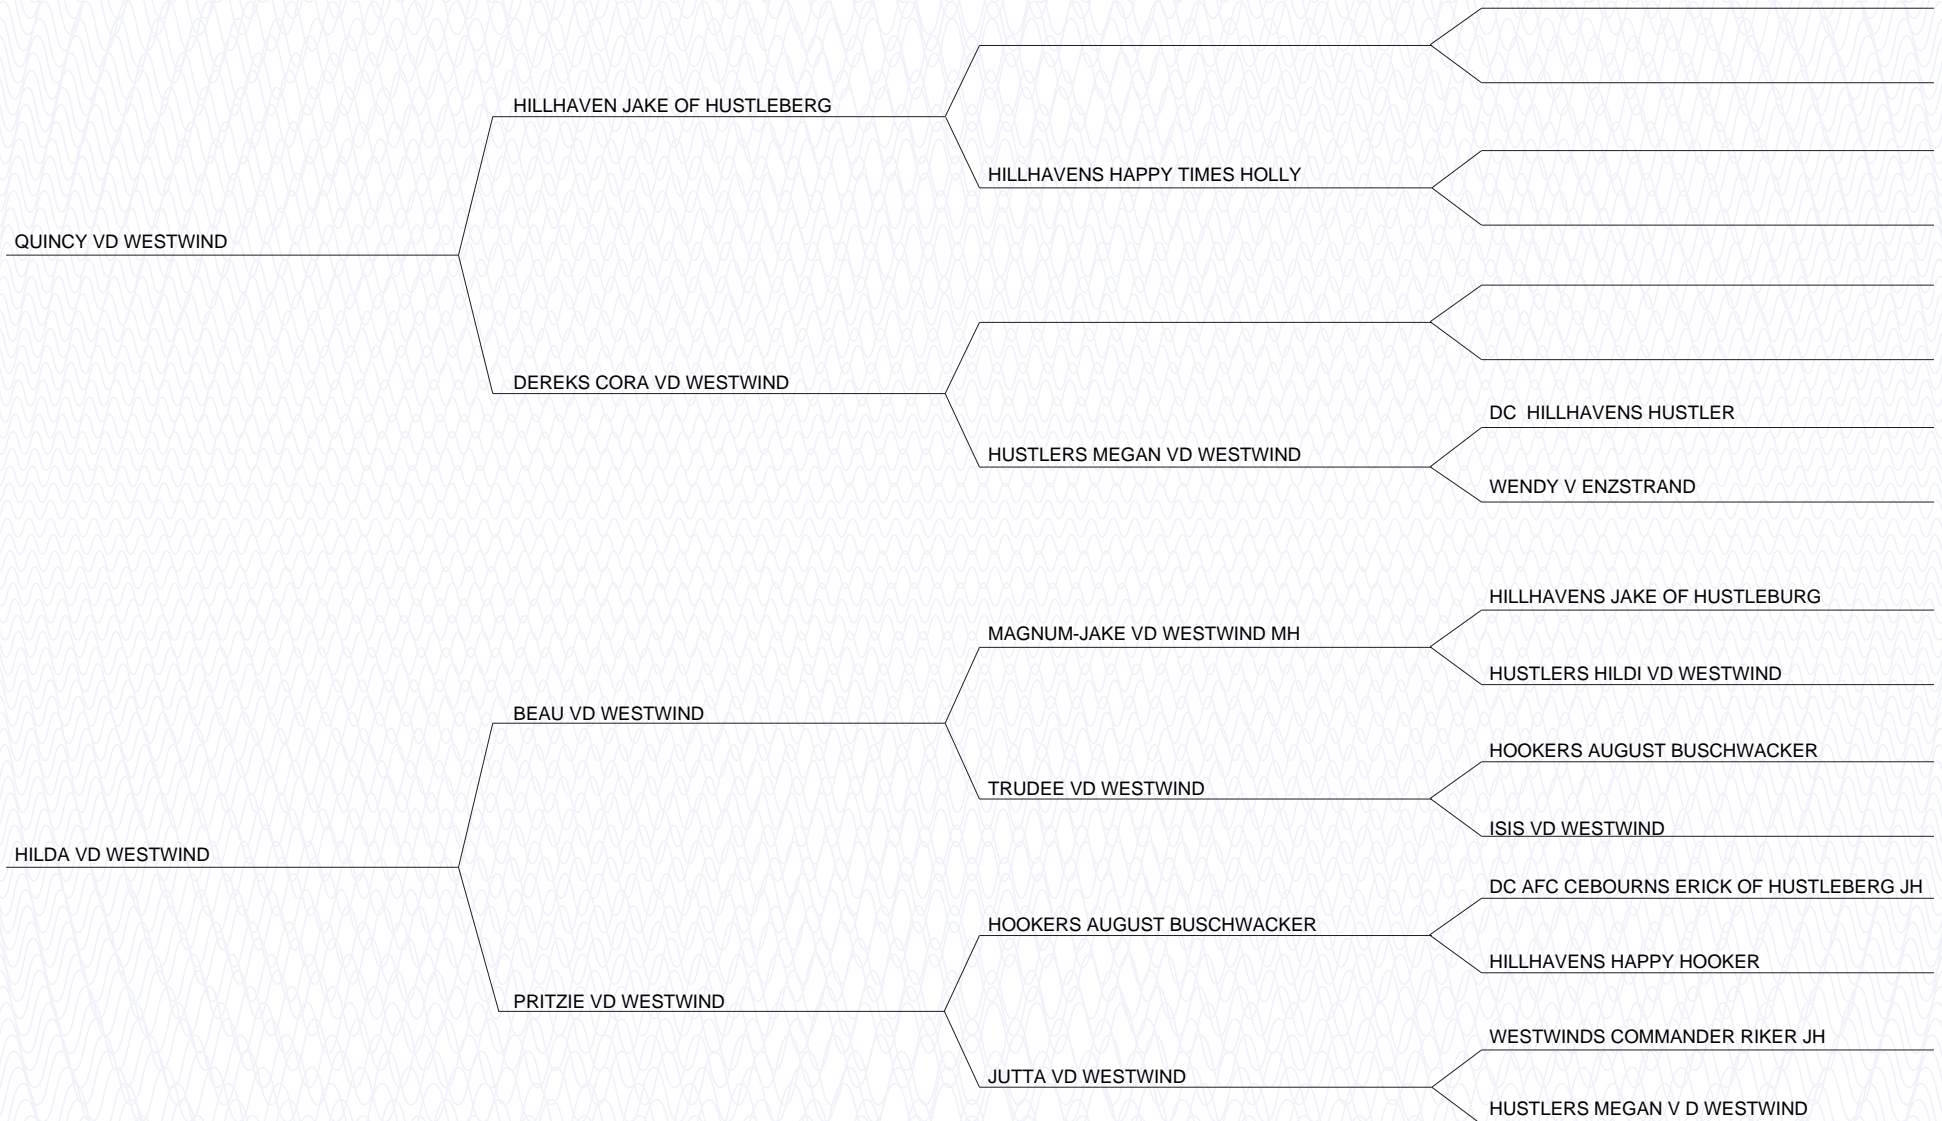 HILLHAVEN JAKE OF HUSTLEBERG
HILLHAVENS HAPPY TIMES HOLLY
QUINCY VD WESTWIND
DEREKS CORA VD WESTWIND
DC  HILLHAVENS HUSTLER
HUSTLERS MEGAN VD WESTWIND
WENDY V ENZSTRAND
HILLHAVENS JAKE OF HUSTLEBURG
MAGNUM-JAKE VD WESTWIND MH
HUSTLERS HILDI VD WESTWIND
BEAU VD WESTWIND
HOOKERS AUGUST BUSCHWACKER
TRUDEE VD WESTWIND
ISIS VD WESTWIND
HILDA VD WESTWIND
DC AFC CEBOURNS ERICK OF HUSTLEBERG JH
HOOKERS AUGUST BUSCHWACKER
HILLHAVENS HAPPY HOOKER
PRITZIE VD WESTWIND
WESTWINDS COMMANDER RIKER JH
JUTTA VD WESTWIND
HUSTLERS MEGAN V D WESTWIND